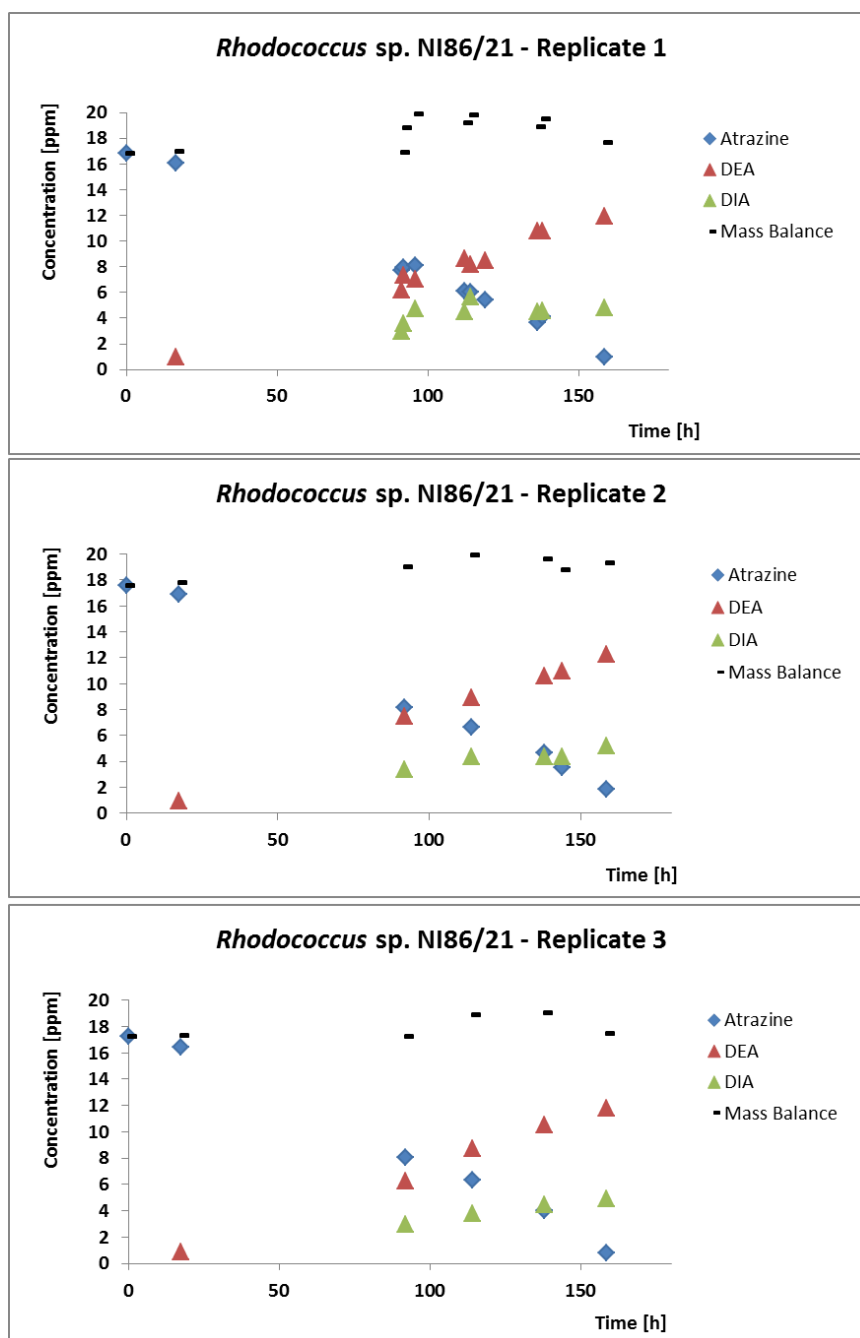 Rhodococcus sp. NI86/21 - Replicate 1
Concentration [ppm]
20
18
16
14
12
10
8
6
4
2
0
0 50 100 150
Time [h]
Atrazine
DEA
DIA
Mass Balance
Rhodococcus sp. NI86/21 - Replicate 2
Concentration [ppm]
20
18
16
14
12
10
8
6
4
2
0
0 50 100 150
Time [h]
Atrazine
DEA
DIA
Mass Balance
Rhodococcus sp. NI86/21 - Replicate 3
Concentration [ppm]
20
18
16
14
12
10
8
6
4
2
0
0 50 100 150
Time [h]
Atrazine
DEA
DIA
Mass Balance